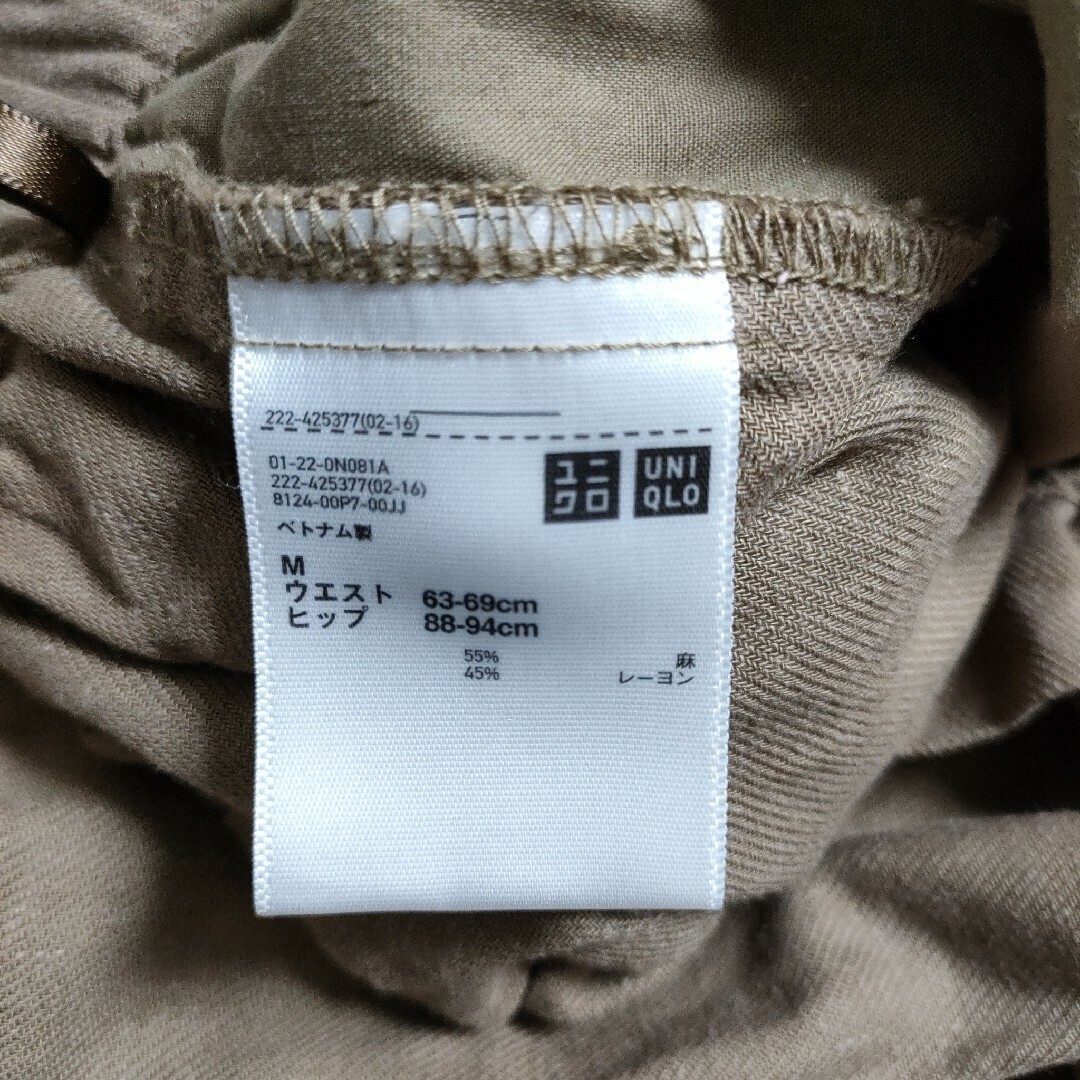 222-425377(02-16)
01-22-0N081A
222-425377(02-16)
8124-00P7-00JJ
ユニ
クロ
UNI
QLO
ベトナム製
M
ウエスト 63-69cm
ヒップ 88-94cm
55% 麻
45% レーヨン